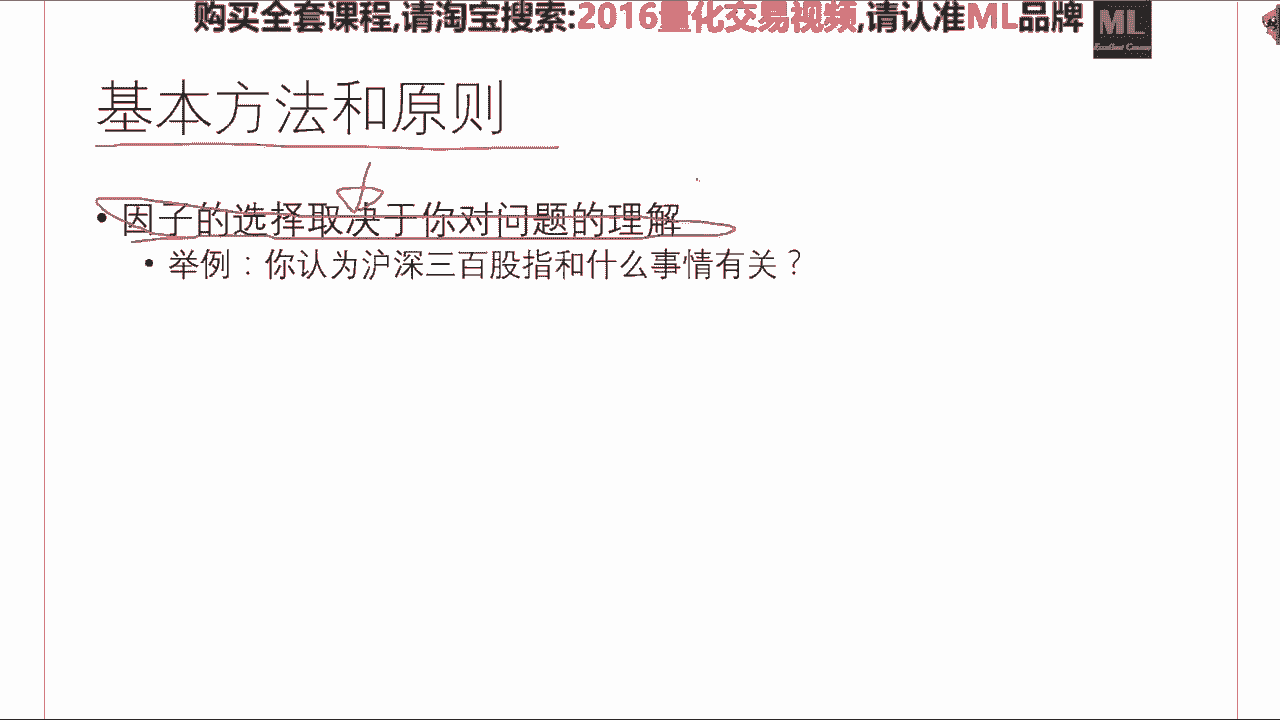 购买全套课程,请淘宝搜索:2016量化交易视频,请认准ML品牌
ML
Excellent Courses
基本方法和原则
• 因子的选择取决于你对问题的理解
• 举例：你认为沪深三百股指和什么事情有关？